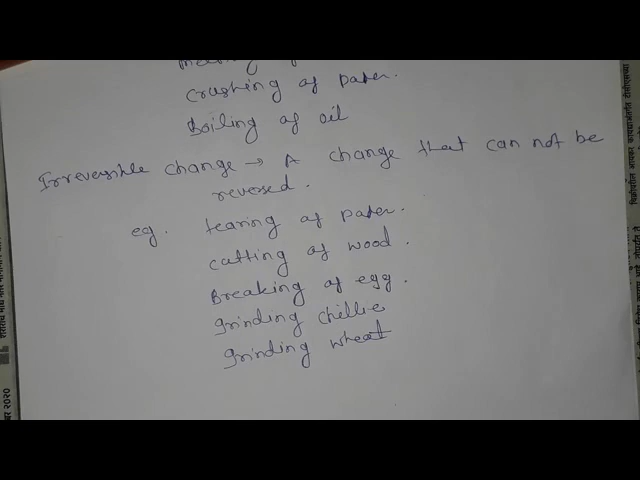 crushing of paper.
Boiling of oil
Irreversible change → A change that can not be
reversed.
eg. tearing of paper.
cutting of wood.
Breaking of egg.
grinding chillie
grinding wheat
२०२०